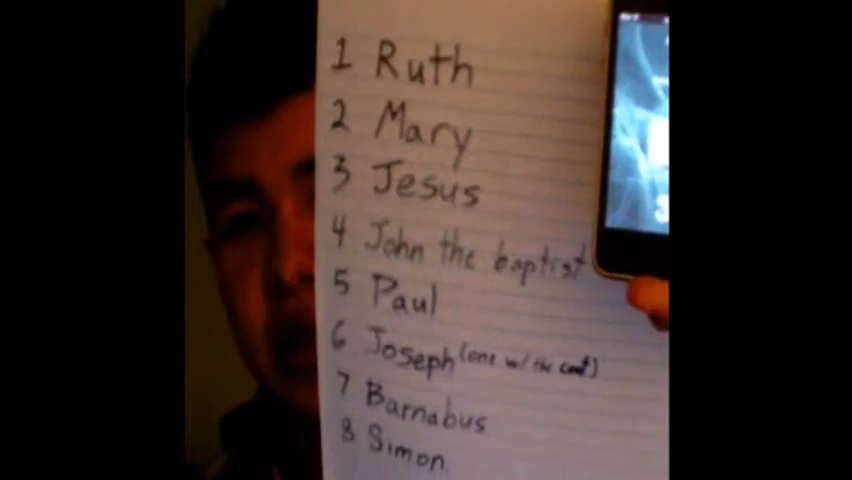 1 Ruth
2 Mary
3 Jesus
4 John the baptist
5 Paul
6 Joseph (one w/ the coat)
7 Barnabus
8 Simon